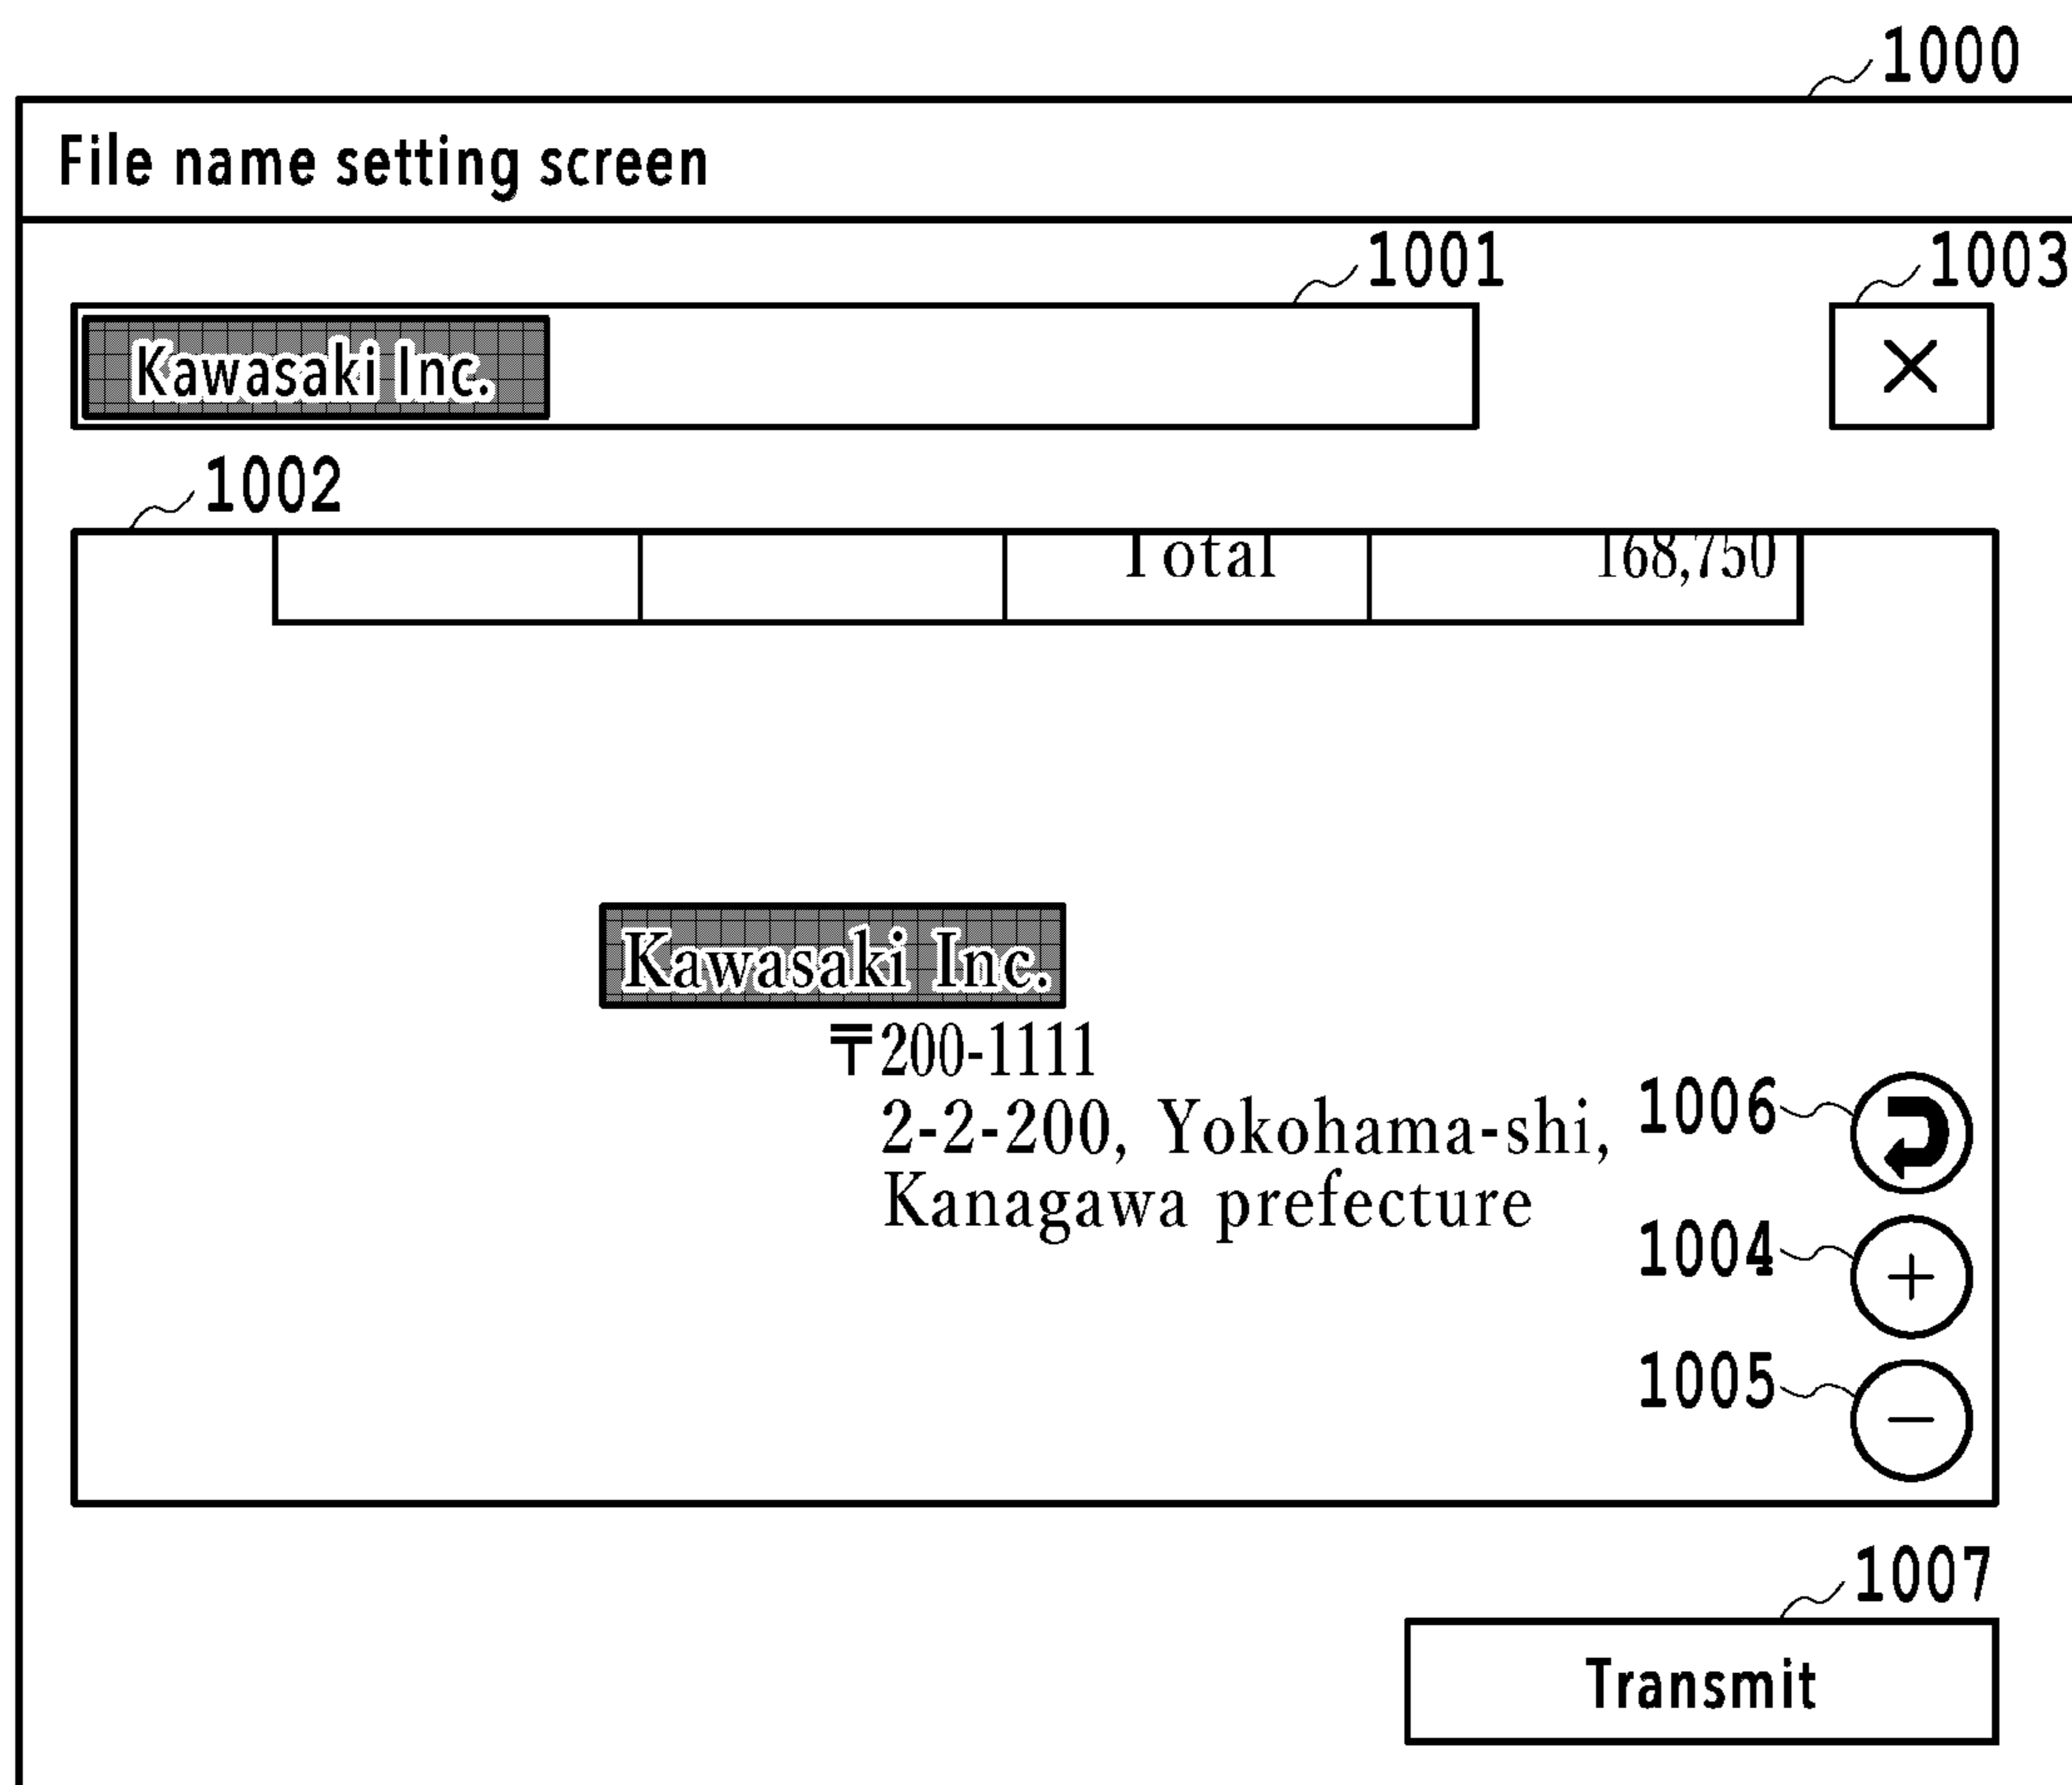 1000
File name setting screen
1001
1003
Kawasaki Inc.
×
1002
Total 168,750
Kawasaki Inc.
〒200-1111
2-2-200, Yokohama-shi,
Kanagawa prefecture
1006
1004
+
1005
−
1007
Transmit